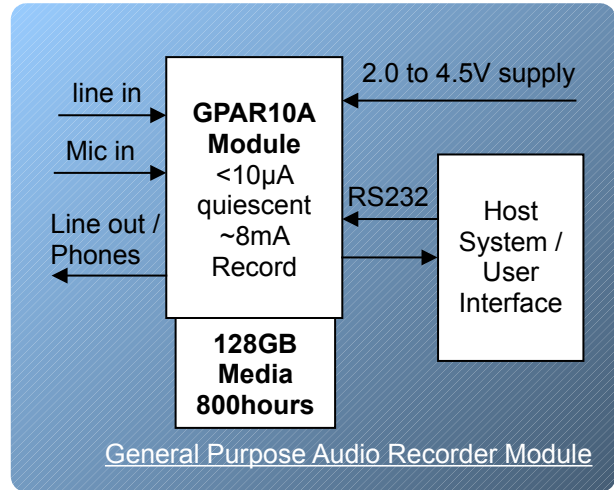 line in
Mic in
Line out /
Phones
GPAR10A
Module
<10µA
quiescent
~8mA
Record
128GB
Media
800hours
2.0 to 4.5V supply
RS232
Host
System /
User
Interface
General Purpose Audio Recorder Module